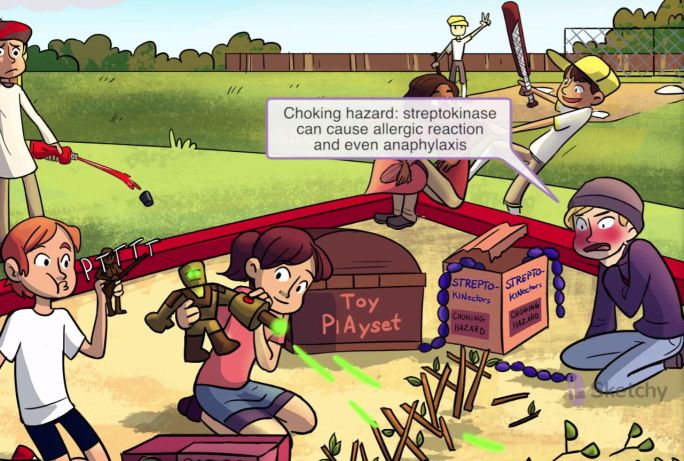 Choking hazard: streptokinase
can cause allergic reaction
and even anaphylaxis
PTTTT
Toy
PlAyset
STREPTO-
KiNectors
CHOKING
HAZARD
STREPTO-
KiNectors
CHOKING
HAZARD
Sketchy